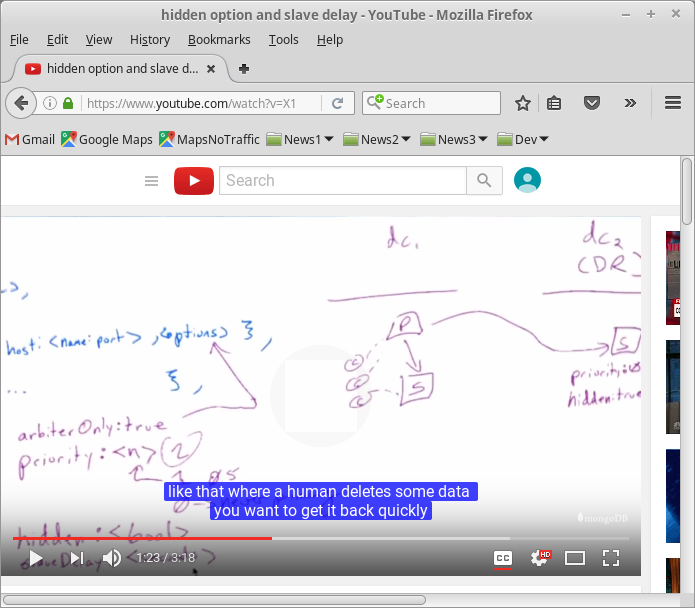 hidden option and slave delay - YouTube - Mozilla Firefox
File Edit View History Bookmarks Tools Help
hidden option and slave d...
https://www.youtube.com/watch?v=X1 Search
Gmail Google Maps MapsNoTraffic News1 News2 News3 Dev
Search
dc1 dc2
(DR)
host: <name:port>, <options> },
P
S
S
... },
priority:
hidden:true
arbiterOnly:true
priority:<n>
like that where a human deletes some data
you want to get it back quickly
mongoDB
hidden:<bool>
1:23 / 3:18 CC HD